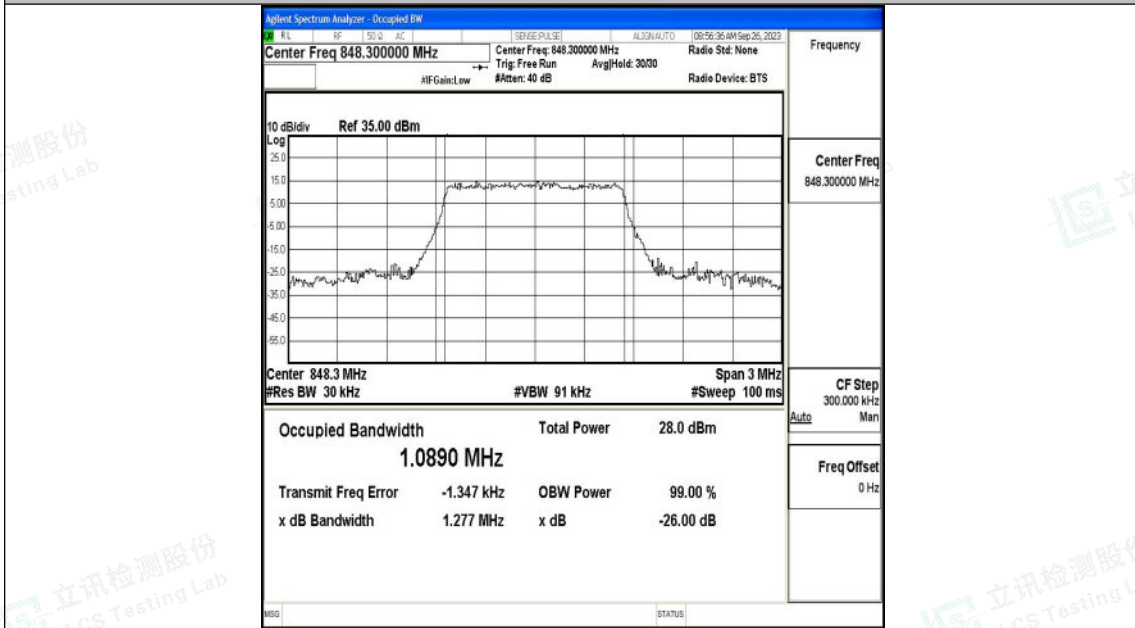 Agilent Spectrum Analyzer - Occupied BW
RL RF 50 Ω AC SENSE:PULSE ALIGNAUTO 08:56:36 AM Sep 26, 2023
Center Freq 848.300000 MHz
Center Freq: 848.300000 MHz
Radio Std: None
Trig: Free Run
Avg|Hold: 30/30
#IFGain:Low
#Atten: 40 dB
Radio Device: BTS
Frequency
10 dB/div Ref 35.00 dBm
Log
25.0
15.0
5.00
-5.00
-15.0
-25.0
-35.0
-45.0
-55.0
Center 848.3 MHz
Span 3 MHz
#Res BW 30 kHz
#VBW 91 kHz
#Sweep 100 ms
Center Freq
848.300000 MHz
CF Step
300.000 kHz
Auto Man
Freq Offset
0 Hz
Occupied Bandwidth
1.0890 MHz
Total Power 28.0 dBm
Transmit Freq Error -1.347 kHz
OBW Power 99.00 %
x dB Bandwidth 1.277 MHz
x dB -26.00 dB
MSG
STATUS
测股份
sting Lab
立讯检测股份
LCS Testing Lab
立讯检测股份
LCS Testing L